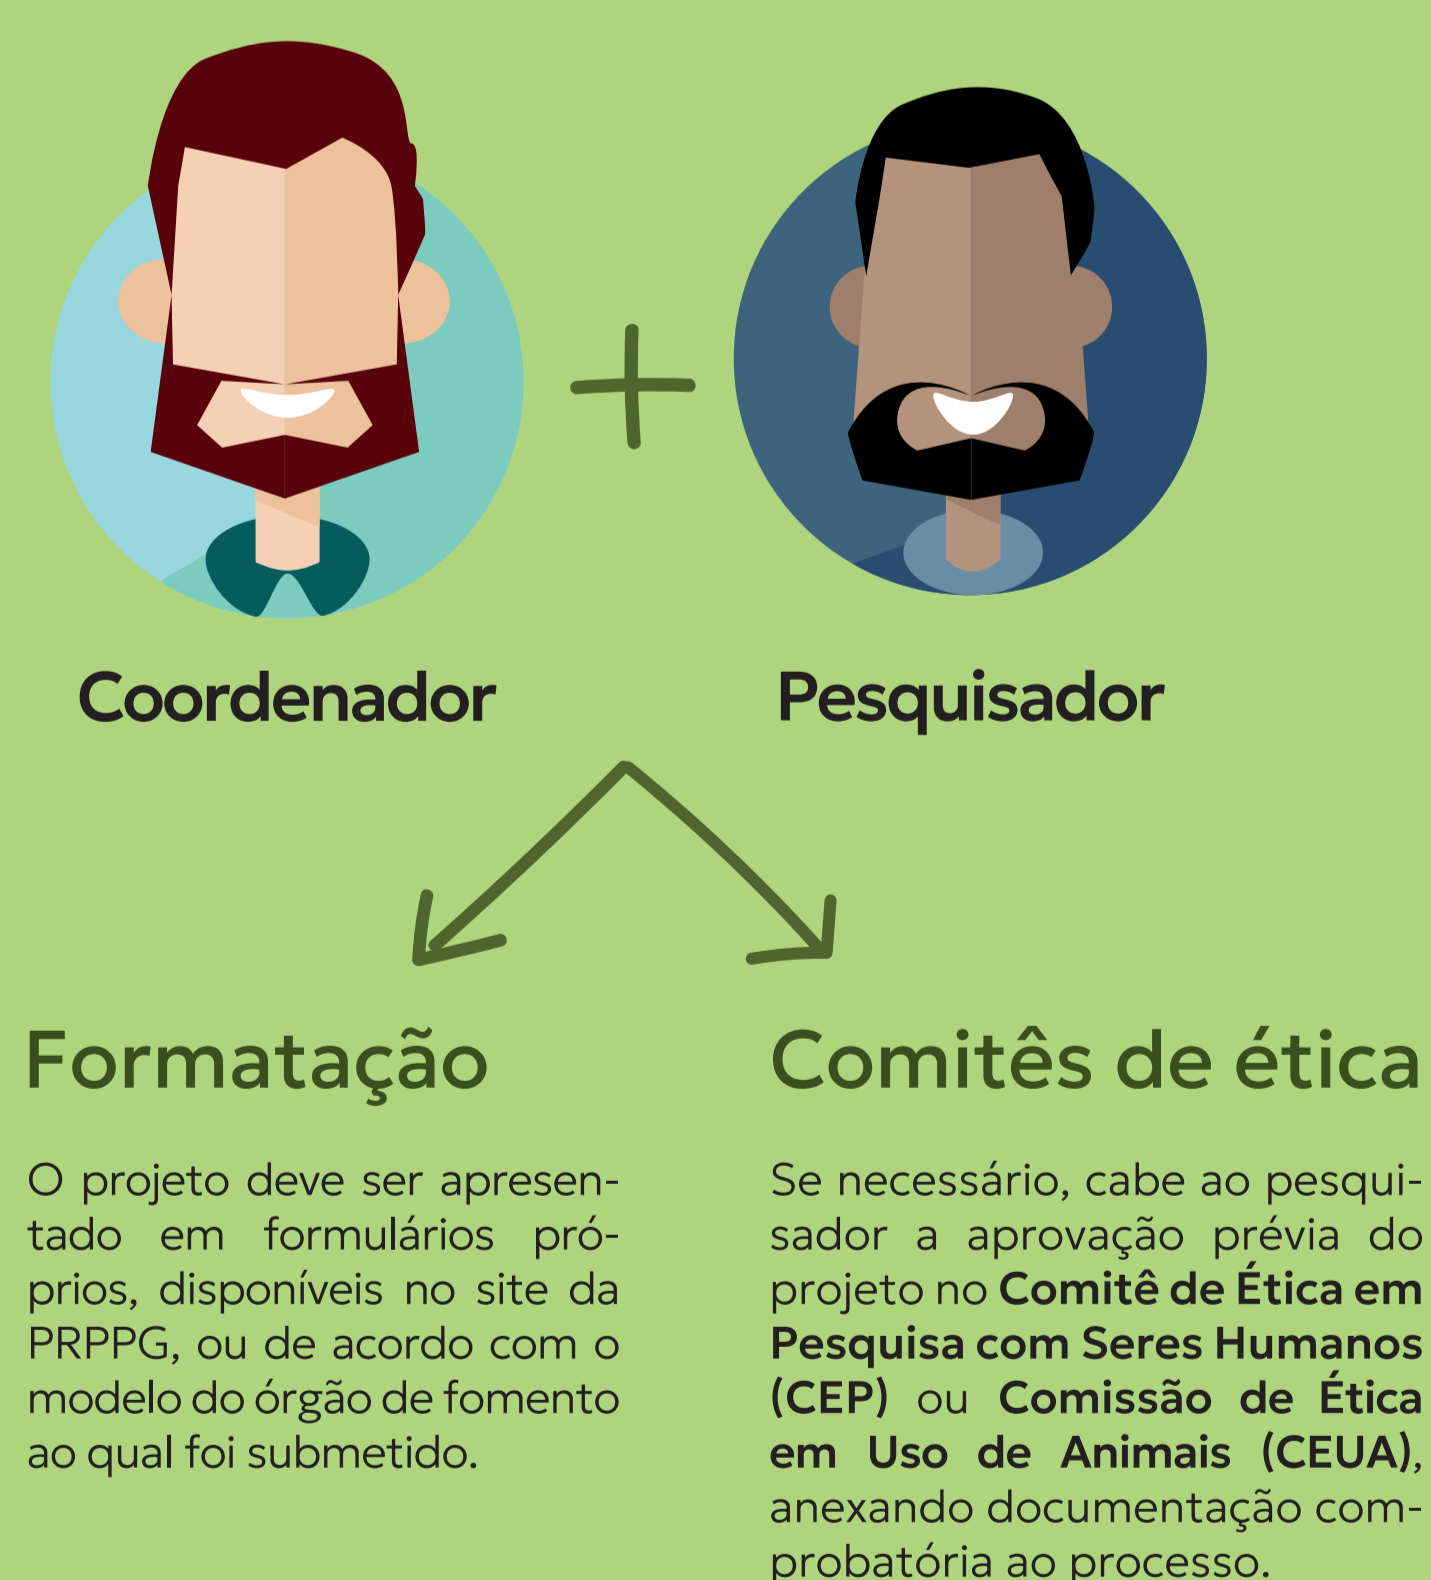 Coordenador
Pesquisador
Formatação
O projeto deve ser apresen-
tado em formulários pró-
prios, disponíveis no site da
PRPPG, ou de acordo com o
modelo do órgão de fomento
ao qual foi submetido.
Comitês de ética
Se necessário, cabe ao pesqui-
sador a aprovação prévia do
projeto no Comitê de Ética em
Pesquisa com Seres Humanos
(CEP) ou Comissão de Ética
em Uso de Animais (CEUA),
anexando documentação com-
probatória ao processo.